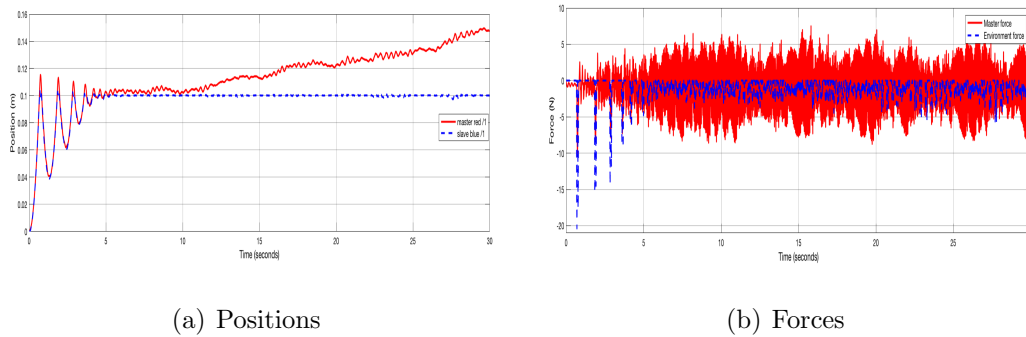 0.16
0.14
0.12
0.1
0.08
0.06
0.04
0.02
0
Position (m)
0
5
10
15
20
25
30
Time (seconds)
master red /1
slave blue /1
(a) Positions
10
5
0
-5
-10
-15
-20
Force (N)
0
5
10
15
20
25
Time (seconds)
Master force
Environment force
(b) Forces